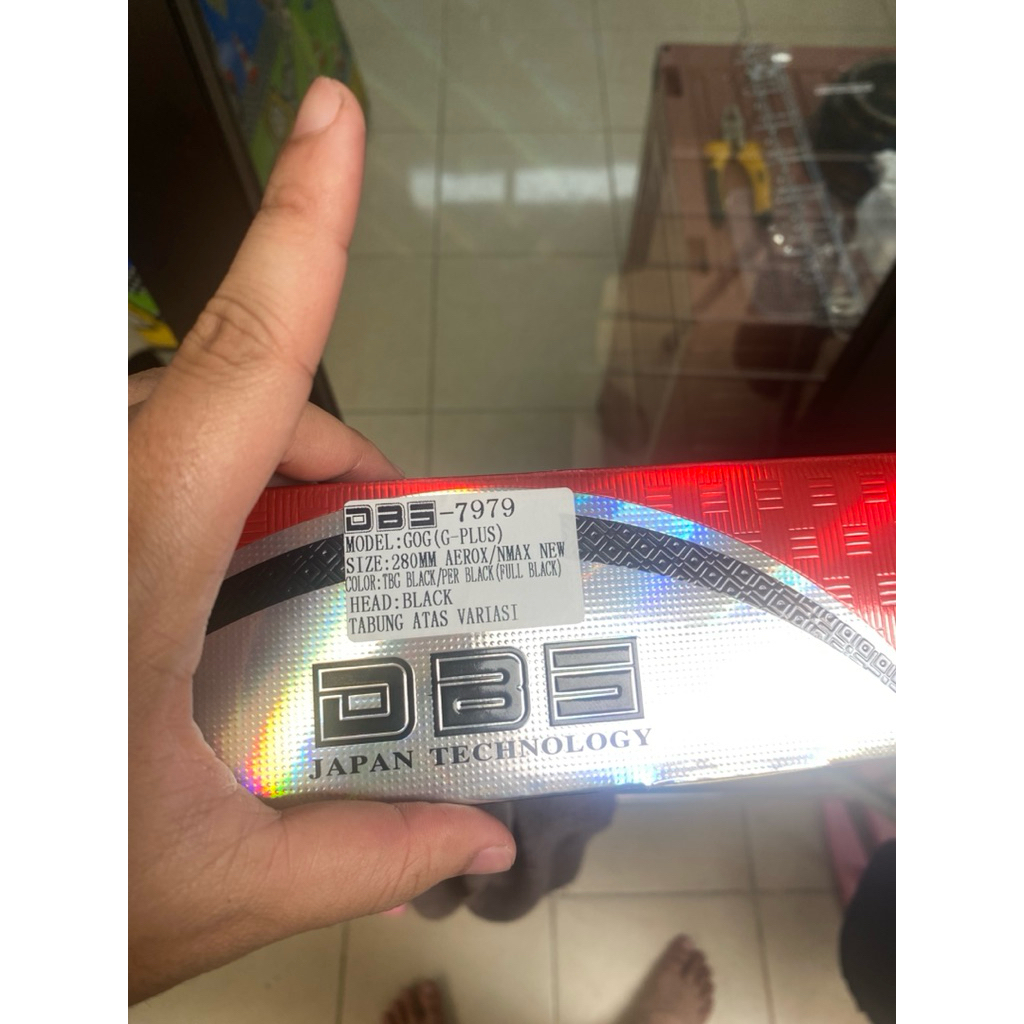 DBS-7979
MODEL:GOG(G-PLUS)
SIZE:280MM AEROX/NMAX NEW
COLOR:TBG BLACK/PER BLACK(FULL BLACK)
HEAD:BLACK
TABUNG ATAS VARIASI
DBS
JAPAN TECHNOLOGY